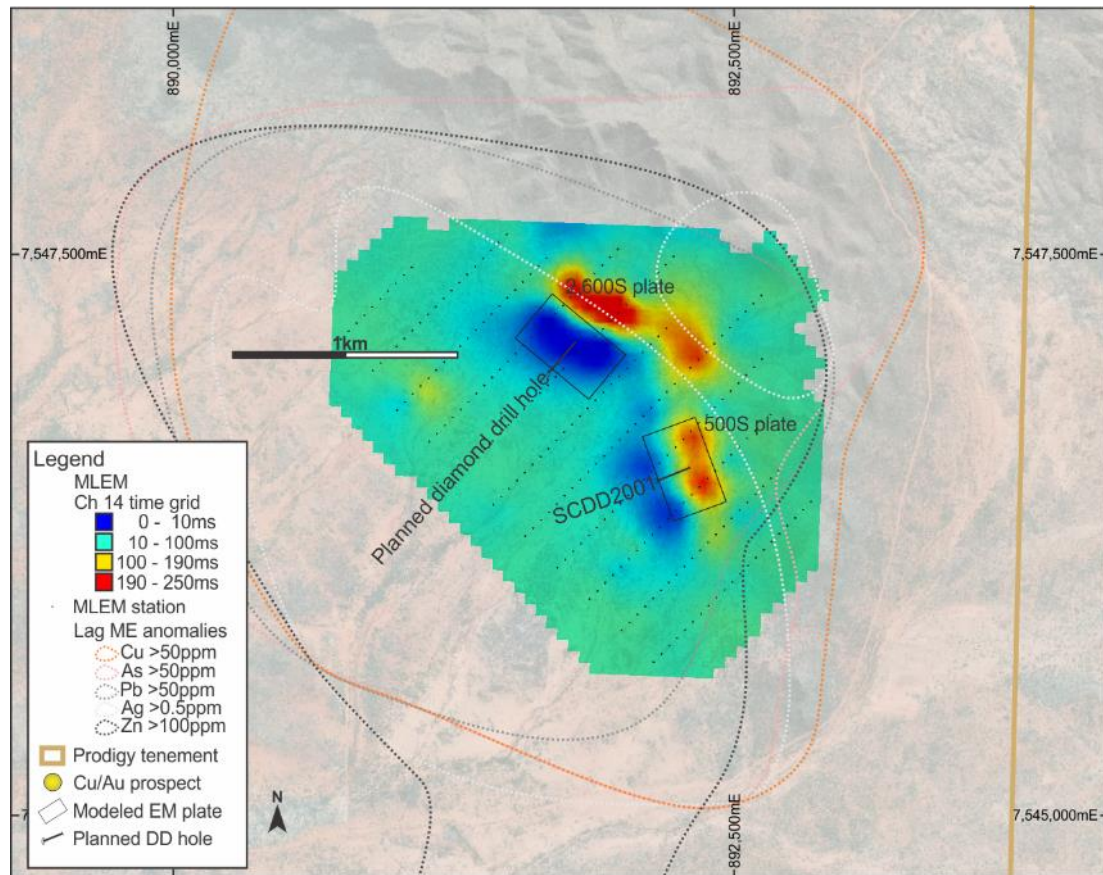 890,000mE
892,500mE
7,547,500mE
7,547,500mE
600S plate
1km
Planned diamond drill hole
500S plate
SCDD2001
Legend
MLEM
Ch 14 time grid
0 - 10ms
10 - 100ms
100 - 190ms
190 - 250ms
MLEM station
Lag ME anomalies
Cu >50ppm
As >50ppm
Pb >50ppm
Ag >0.5ppm
Zn >100ppm
Prodigy tenement
Cu/Au prospect
Modeled EM plate
Planned DD hole
N
892,500mE
7,545,000mE